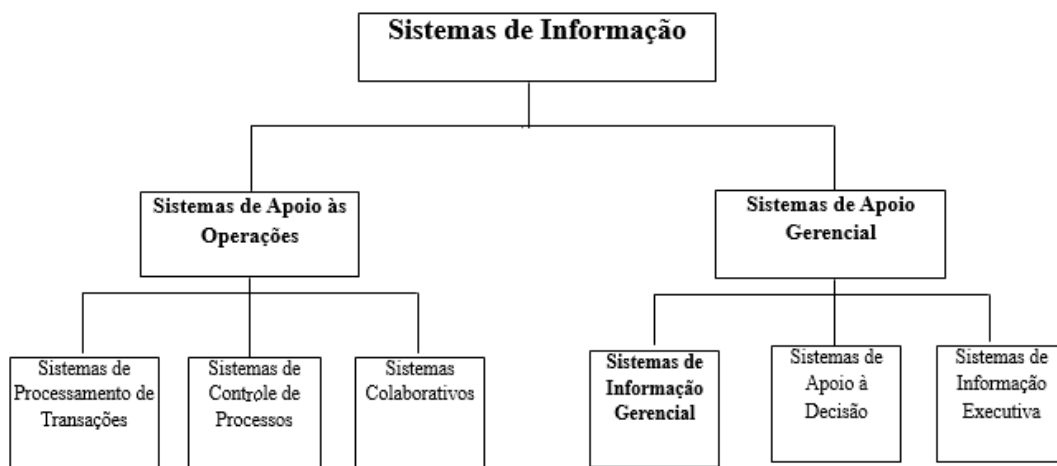 Sistemas de Informação
Sistemas de Apoio às
Operações
Sistemas de Apoio
Gerencial
Sistemas de
Processamento de
Transações
Sistemas de
Controle de
Processos
Sistemas
Colaborativos
Sistemas de
Informação
Gerencial
Sistemas de
Apoio à
Decisão
Sistemas de
Informação
Executiva